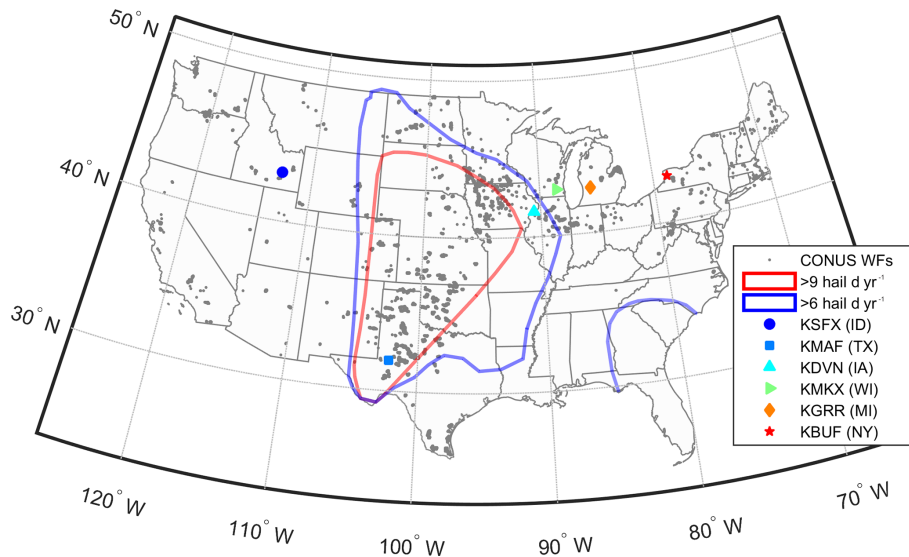 50° N
40° N
30° N
CONUS WFs
>9 hail d yr⁻¹
>6 hail d yr⁻¹
KSFX (ID)
KMAF (TX)
KDVN (IA)
KMKX (WI)
KGRR (MI)
KBUF (NY)
120° W
110° W
100° W
90° W
80° W
70° W